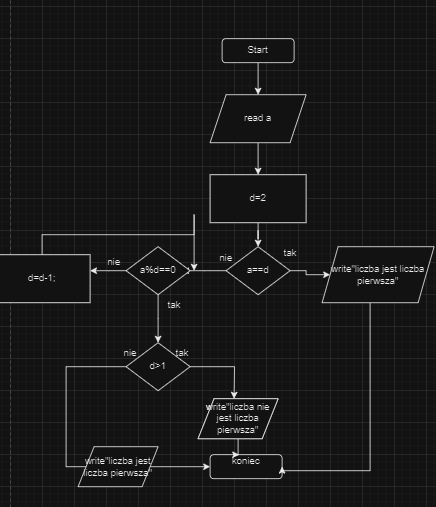 Start
read a
d=2
nie
tak
a==d
write"liczba jest liczba
pierwsza"
nie
a%d==0
d=d-1;
tak
nie
tak
d>1
write"liczba nie
jest liczba
pierwsza"
write"liczba jest
liczba pierwsza"
koniec